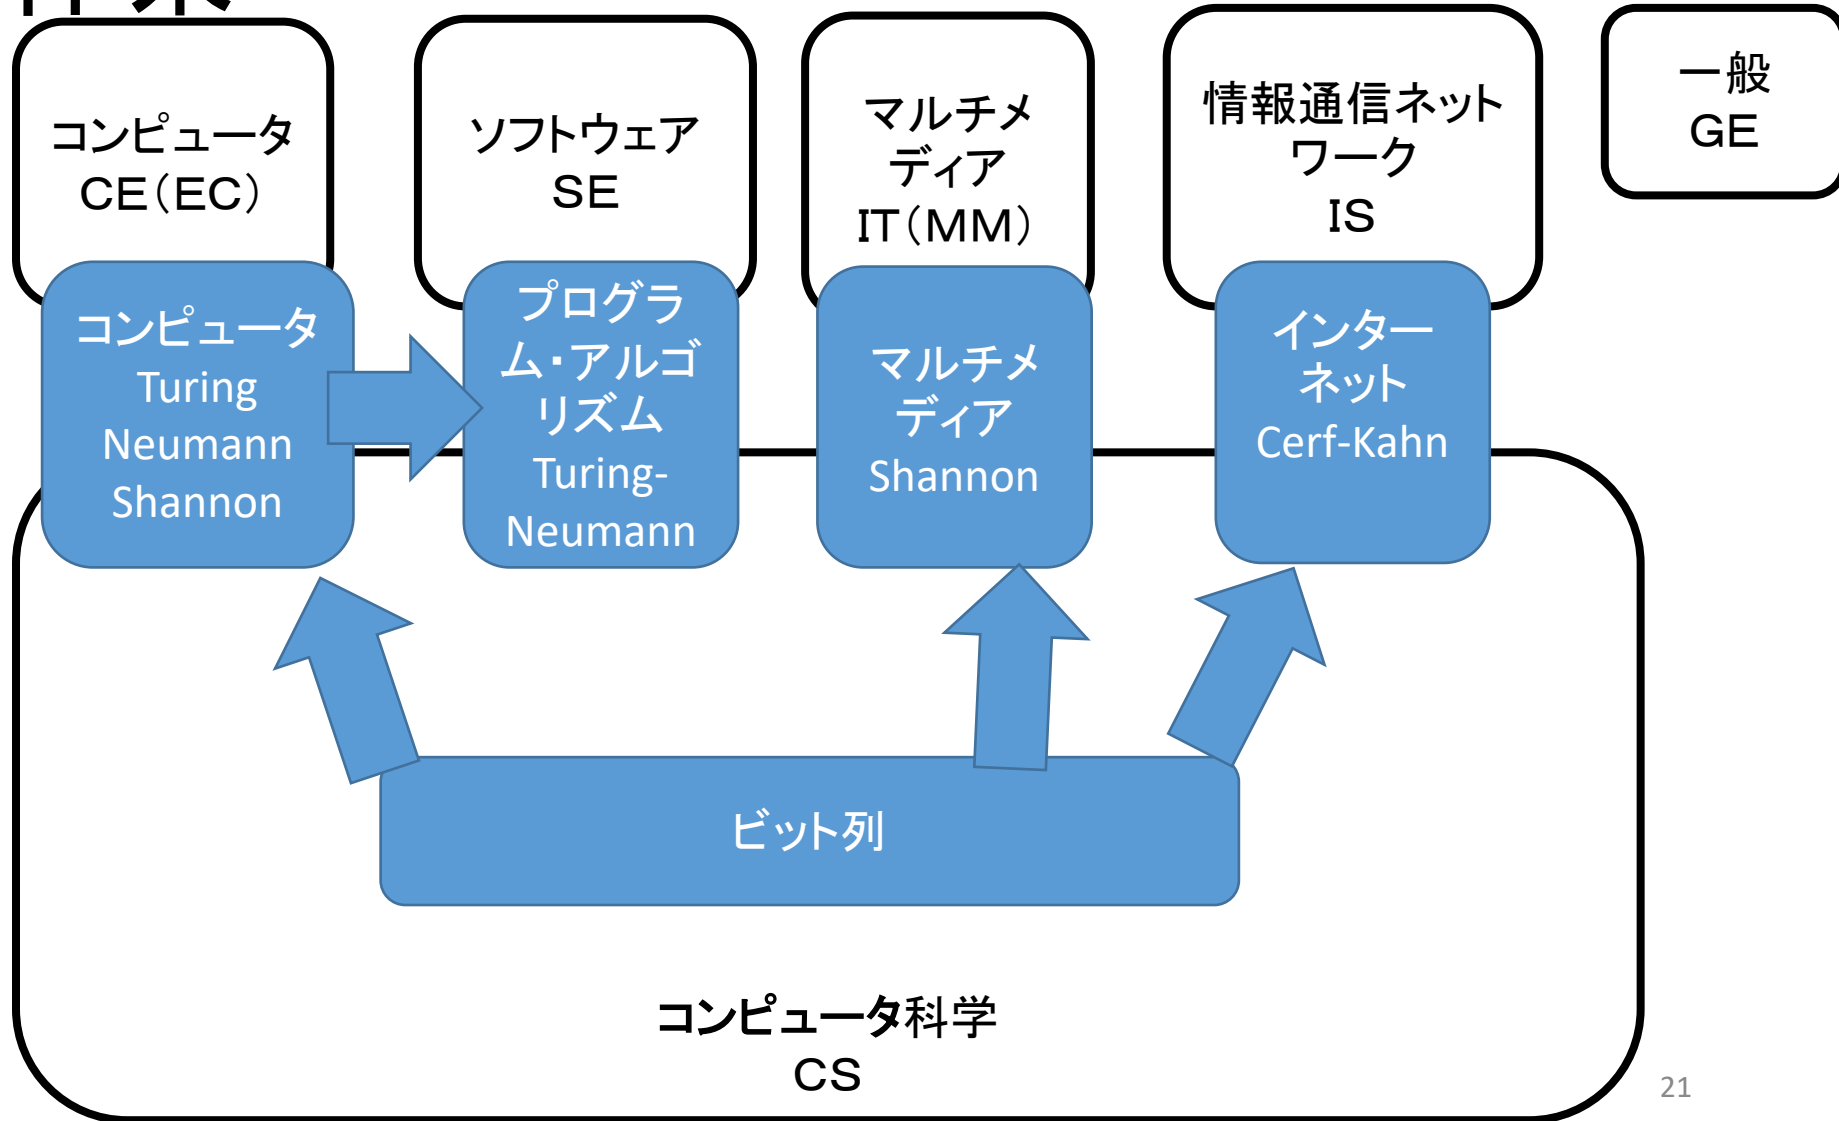 コンピュータ
CE(EC)
ソフトウェア
SE
マルチメ
ディア
IT(MM)
情報通信ネット
ワーク
IS
一般
GE
コンピュータ
Turing
Neumann
Shannon
プログラ
ム・アルゴ
リズム
Turing-
Neumann
マルチメ
ディア
Shannon
インター
ネット
Cerf-Kahn
ビット列
コンピュータ科学
CS
21